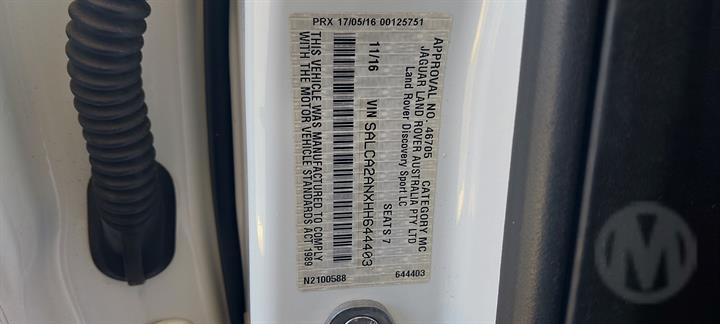 PRX 17/05/16 00125751
APPROVAL NO. 46705 CATEGORY MC
JAGUAR LAND ROVER AUSTRALIA PTY LTD
Land Rover Discovery Sport LC
SEATS 7
VIN SALCA2ANXHH644403
11/16
THIS VEHICLE WAS MANUFACTURED TO COMPLY
WITH THE MOTOR VEHICLE STANDARDS ACT 1989
N2100588 644403
M